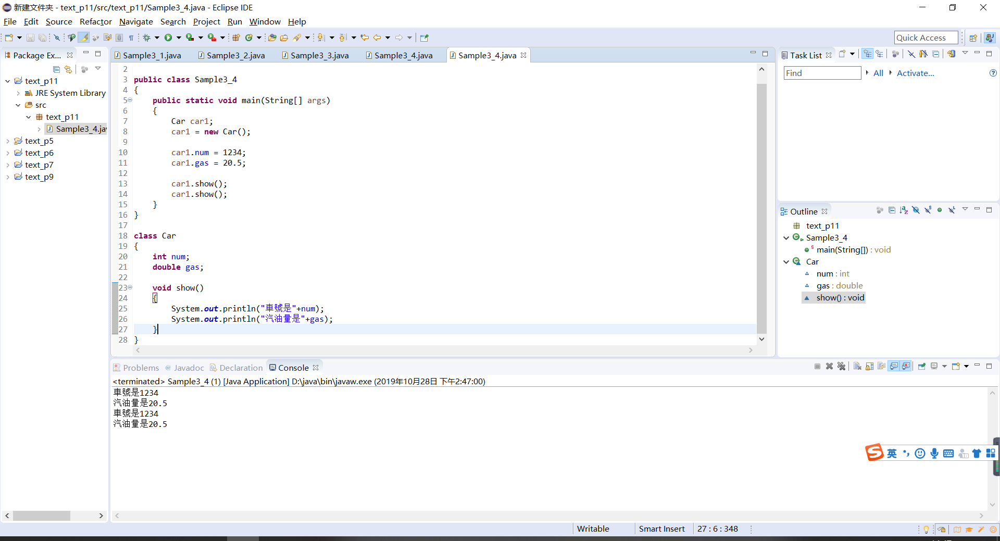 新建文件夹 - text_p11/src/text_p11/Sample3_4.java - Eclipse IDE
File Edit Source Refactor Navigate Search Project Run Window Help
Quick Access
Package Ex...
text_p11
JRE System Library
src
text_p11
Sample3_4.jav
text_p5
text_p6
text_p7
text_p9
Sample3_1.java Sample3_2.java Sample3_3.java Sample3_4.java Sample3_4.java
2
3 public class Sample3_4
4 {
5 public static void main(String[] args)
6 {
7 Car car1;
8 car1 = new Car();
9
10 car1.num = 1234;
11 car1.gas = 20.5;
12
13 car1.show();
14 car1.show();
15 }
16 }
17
18 class Car
19 {
20 int num;
21 double gas;
22
23 void show()
24 {
25 System.out.println("車號是"+num);
26 System.out.println("汽油量是"+gas);
27 }
28 }
Task List
Find All Activate...
Outline
text_p11
Sample3_4
main(String[]) : void
Car
num : int
gas : double
show() : void
Problems @ Javadoc Declaration Console
<terminated> Sample3_4 (1) [Java Application] D:\java\bin\javaw.exe (2019年10月28日 下午2:47:00)
車號是1234
汽油量是20.5
車號是1234
汽油量是20.5
英
Writable Smart Insert 27 : 6 : 348